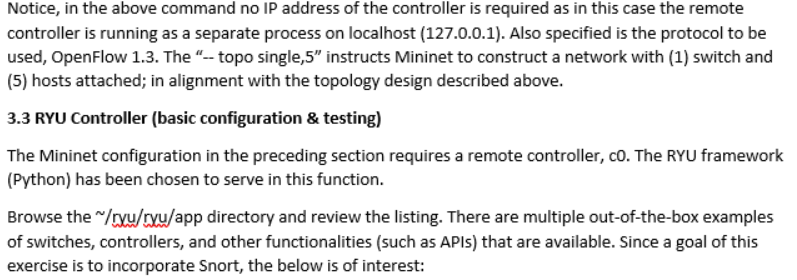 Notice, in the above command no IP address of the controller is required as in this case the remote
controller is running as a separate process on localhost (127.0.0.1). Also specified is the protocol to be
used, OpenFlow 1.3. The “-- topo single,5” instructs Mininet to construct a network with (1) switch and
(5) hosts attached; in alignment with the topology design described above.
3.3 RYU Controller (basic configuration & testing)
The Mininet configuration in the preceding section requires a remote controller, c0. The RYU framework
(Python) has been chosen to serve in this function.
Browse the ~/ryu/ryu/app directory and review the listing. There are multiple out-of-the-box examples
of switches, controllers, and other functionalities (such as APIs) that are available. Since a goal of this
exercise is to incorporate Snort, the below is of interest: